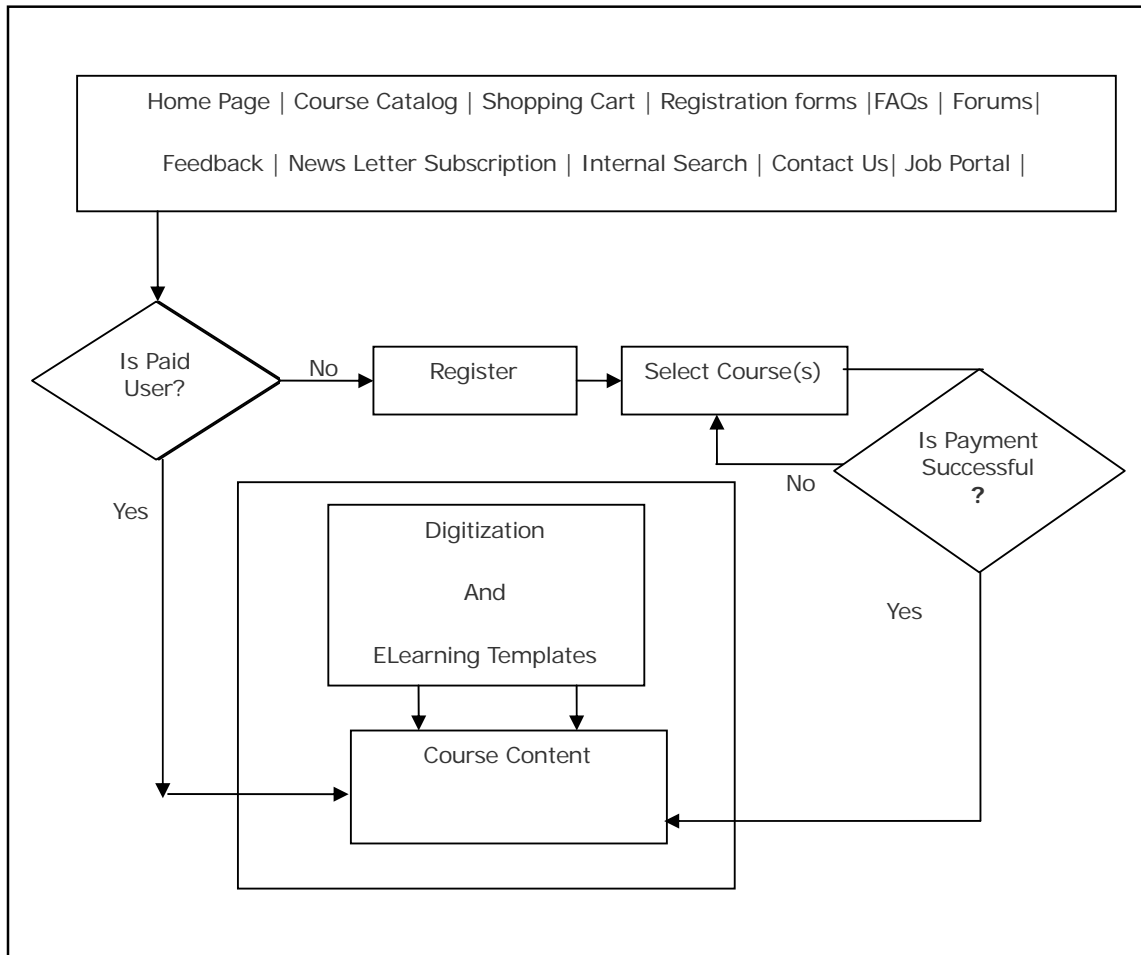 Home Page | Course Catalog | Shopping Cart | Registration forms |FAQs | Forums|
Feedback | News Letter Subscription | Internal Search | Contact Us| Job Portal |
Is Paid
User?
No
Register
Select Course(s)
Is Payment
Successful
?
No
Yes
Digitization
And
ELearning Templates
Yes
Course Content